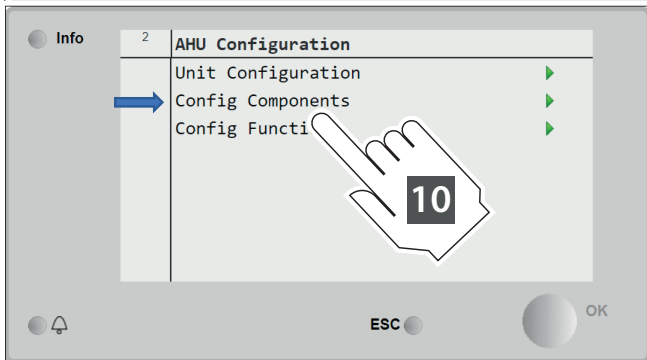 Info
2
AHU Configuration
Unit Configuration
Config Components
Config Functi
10
ESC
OK